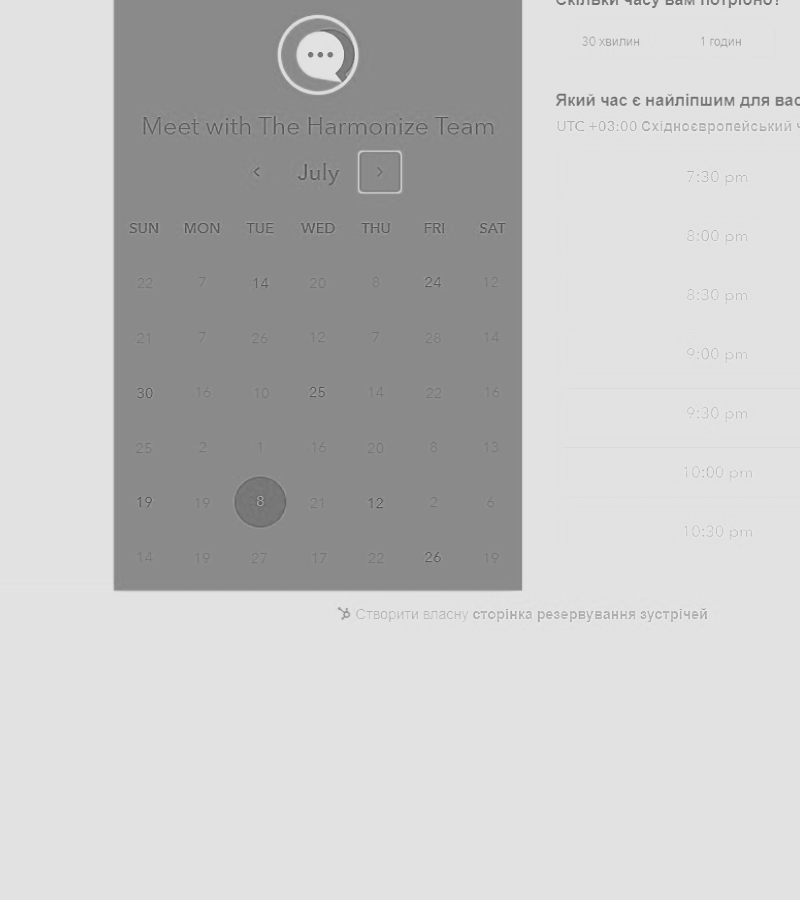 Meet with The Harmonize Team
July
SUN MON TUE WED THU FRI SAT
22 7 14 20 8 24 12
21 7 26 12 7 28 14
30 16 10 25 14 22 16
25 2 1 16 20 8 13
19 19 8 21 12 2 6
14 19 27 17 22 26 19
Скільки часу вам потрібно?
30 хвилин 1 годин
Який час є найліпшим для вас
UTC +03:00 Східноєвропейський
7:30 pm
8:00 pm
8:30 pm
9:00 pm
9:30 pm
10:00 pm
10:30 pm
Створити власну сторінка резервування зустрічей